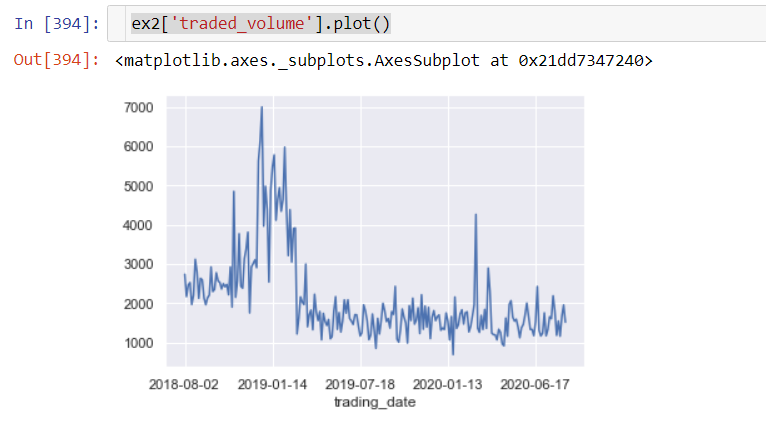 In [394]: ex2['traded_volume'].plot()
Out[394]: <matplotlib.axes._subplots.AxesSubplot at 0x21dd7347240>
7000
6000
5000
4000
3000
2000
1000
2018-08-02 2019-01-14 2019-07-18 2020-01-13 2020-06-17
trading_date